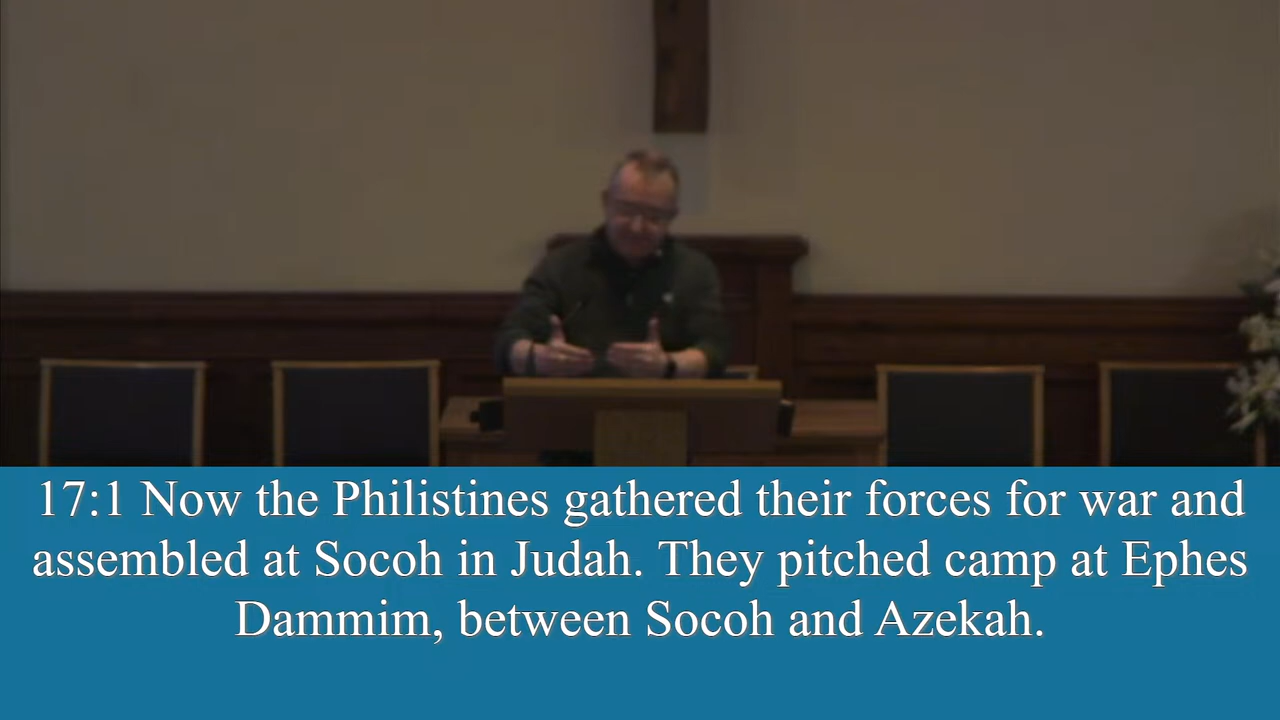 17:1 Now the Philistines gathered their forces for war and
assembled at Socoh in Judah. They pitched camp at Ephes
Dammim, between Socoh and Azekah.